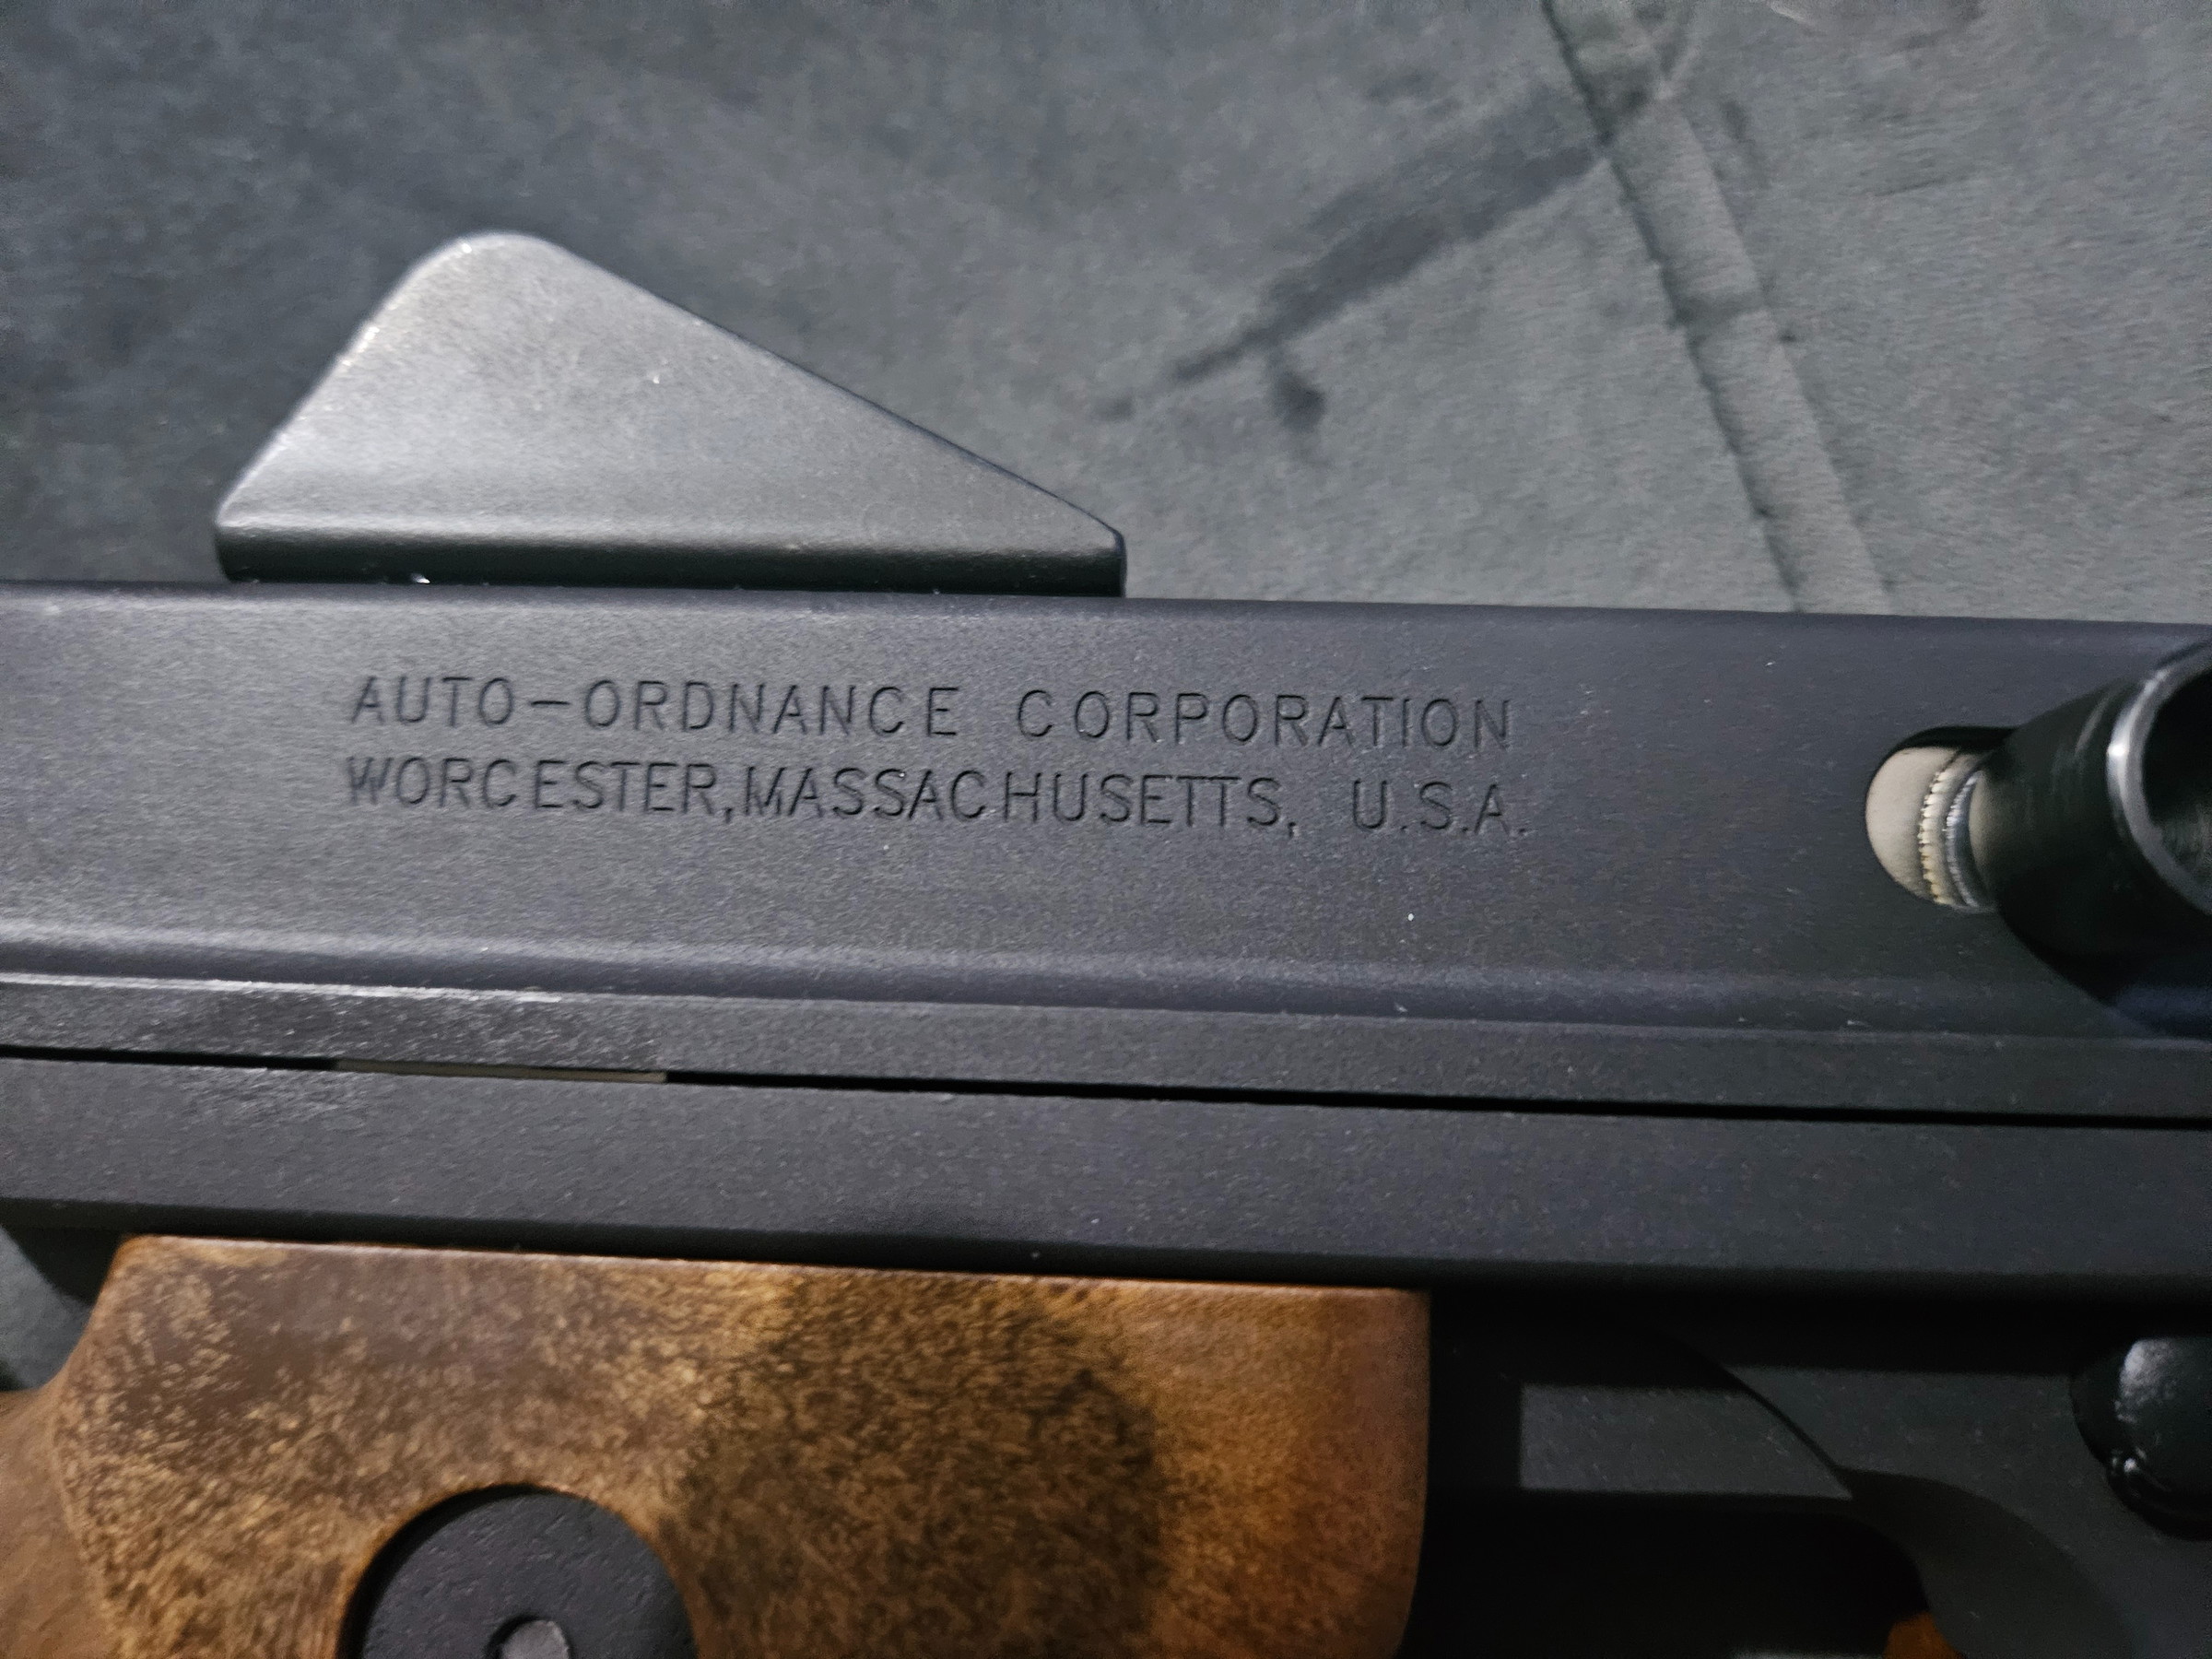 AUTO-ORDNANCE CORPORATION
WORCESTER, MASSACHUSETTS, U.S.A.